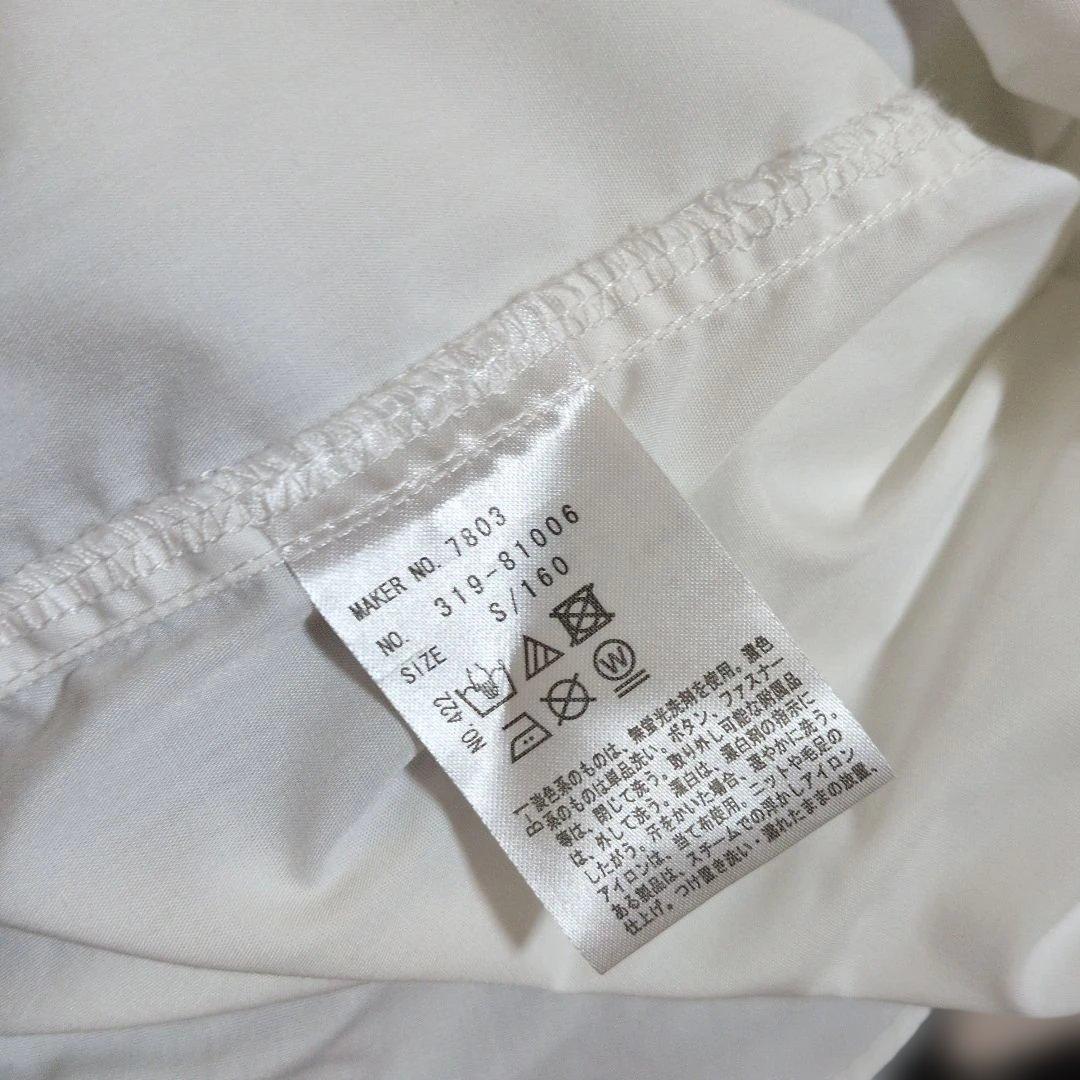 MAKER NO. 7803
NO. 319-81006
SIZE S/160
NO.422
W
B-1
淡色系のものは、無蛍光洗剤を使用。濃色
系のものは単品洗い。ボタン、ファスナー
等は、閉じて洗う。取り外し可能な附属品
は、外して洗う。漂白は、漂白剤の指示に
したがう。汗をかいた場合、速やかに洗う。
アイロンは、当て布使用。ニットや毛足の
ある製品は、スチームでの浮かしアイロン
仕上げ。つけ置き洗い・濡れたままの放置、